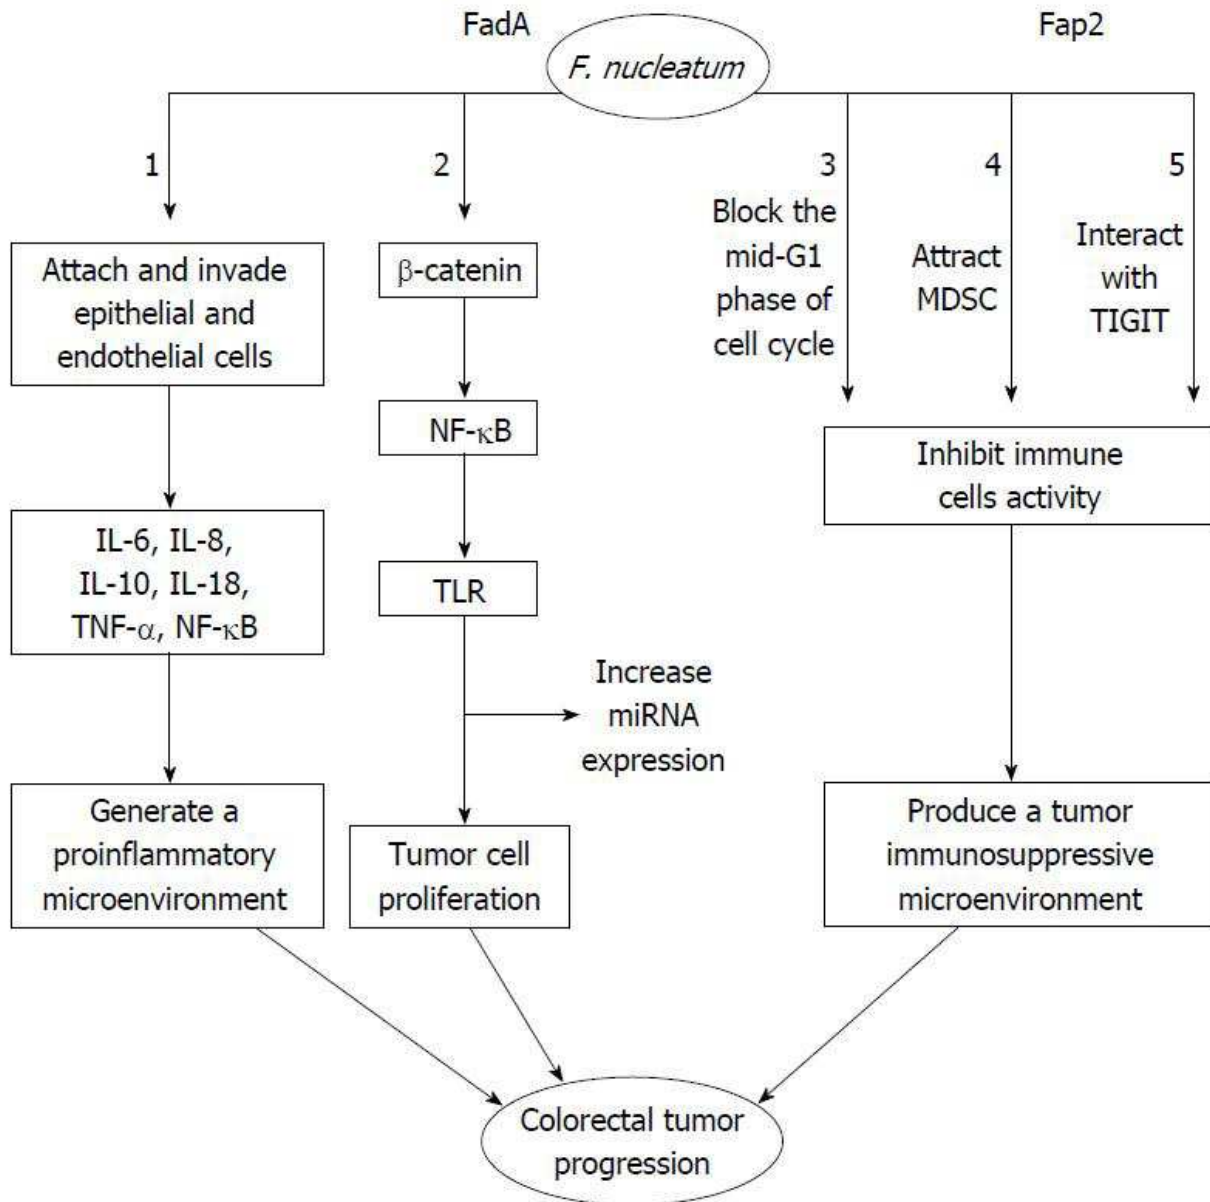 FadA
Fap2
F. nucleatum
1
2
3
4
5
Block the
mid-G1
phase of
cell cycle
Attract
MDSC
Interact
with
TIGIT
Attach and invade
epithelial and
endothelial cells
β-catenin
NF-κB
Inhibit immune
cells activity
IL-6, IL-8,
IL-10, IL-18,
TNF-α, NF-κB
TLR
Increase
miRNA
expression
Generate a
proinflammatory
microenvironment
Tumor cell
proliferation
Produce a tumor
immunosuppressive
microenvironment
Colorectal tumor
progression